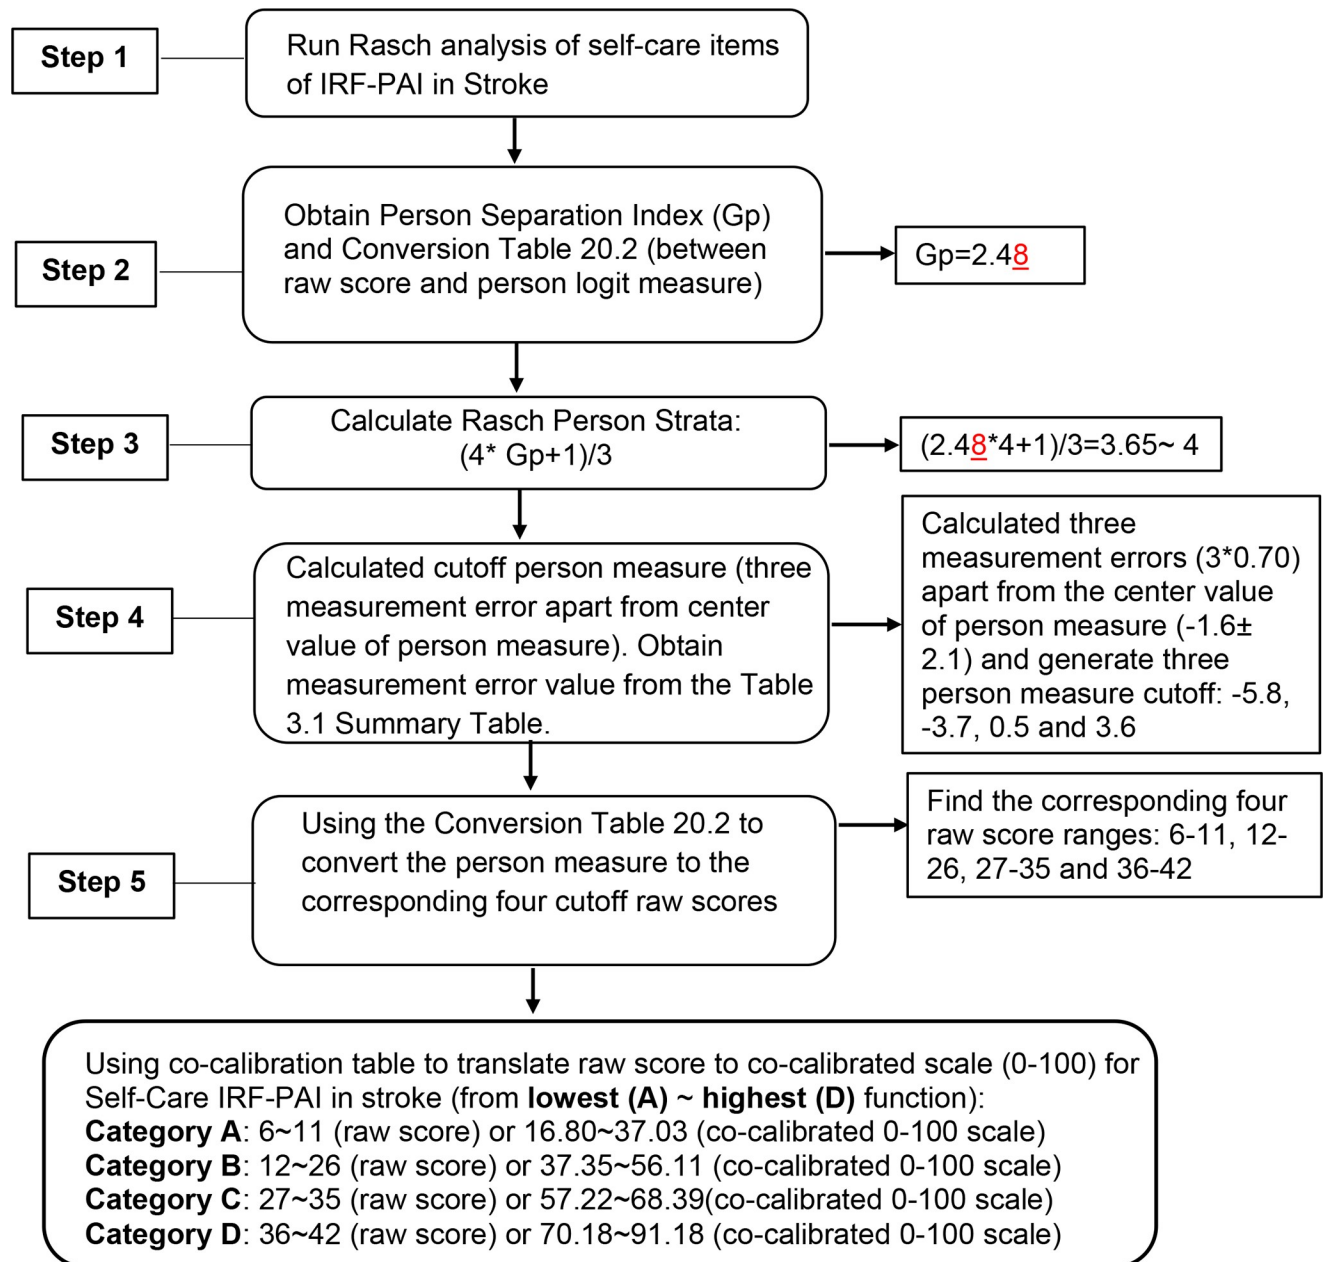 Step 1
Run Rasch analysis of self-care items
of IRF-PAI in Stroke
Step 2
Obtain Person Separation Index (Gp)
and Conversion Table 20.2 (between
raw score and person logit measure)
Gp=2.48
Step 3
Calculate Rasch Person Strata:
(4* Gp+1)/3
(2.48*4+1)/3=3.65~ 4
Step 4
Calculated cutoff person measure (three
measurement error apart from center
value of person measure). Obtain
measurement error value from the Table
3.1 Summary Table.
Calculated three
measurement errors (3*0.70)
apart from the center value
of person measure (-1.6±
2.1) and generate three
person measure cutoff: -5.8,
-3.7, 0.5 and 3.6
Step 5
Using the Conversion Table 20.2 to
convert the person measure to the
corresponding four cutoff raw scores
Find the corresponding four
raw score ranges: 6-11, 12-
26, 27-35 and 36-42
Using co-calibration table to translate raw score to co-calibrated scale (0-100) for
Self-Care IRF-PAI in stroke (from lowest (A) ~ highest (D) function):
Category A: 6~11 (raw score) or 16.80~37.03 (co-calibrated 0-100 scale)
Category B: 12~26 (raw score) or 37.35~56.11 (co-calibrated 0-100 scale)
Category C: 27~35 (raw score) or 57.22~68.39(co-calibrated 0-100 scale)
Category D: 36~42 (raw score) or 70.18~91.18 (co-calibrated 0-100 scale)